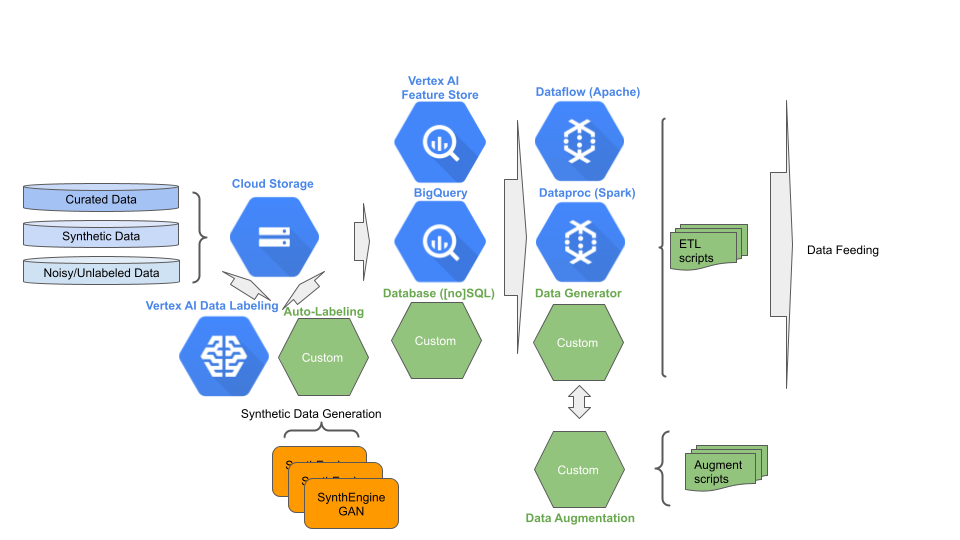 Vertex AI
Feature Store
Dataflow (Apache)
Cloud Storage
BigQuery
Dataproc (Spark)
Curated Data
Synthetic Data
Noisy/Unlabeled Data
ETL
scripts
Data Feeding
Vertex AI Data Labeling
Auto-Labeling
Database ([no]SQL)
Data Generator
Custom
Custom
Custom
Synthetic Data Generation
SynthEngine
GAN
Custom
Augment
scripts
Data Augmentation